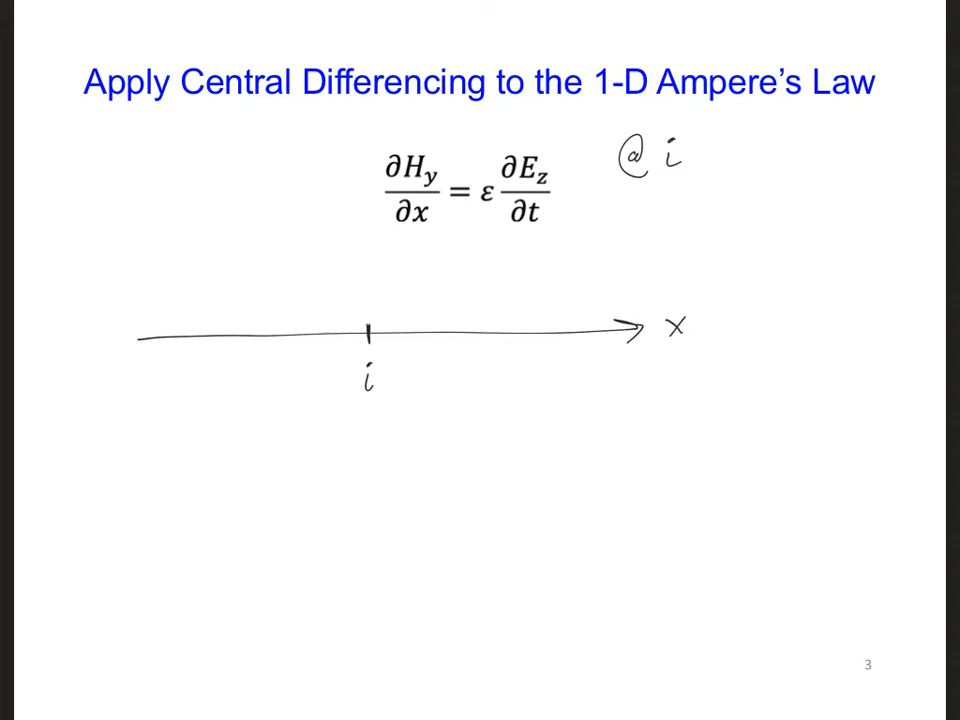 Apply Central Differencing to the 1-D Ampere's Law
∂H_y/∂x = ε ∂E_z/∂t @ i
x
i
3